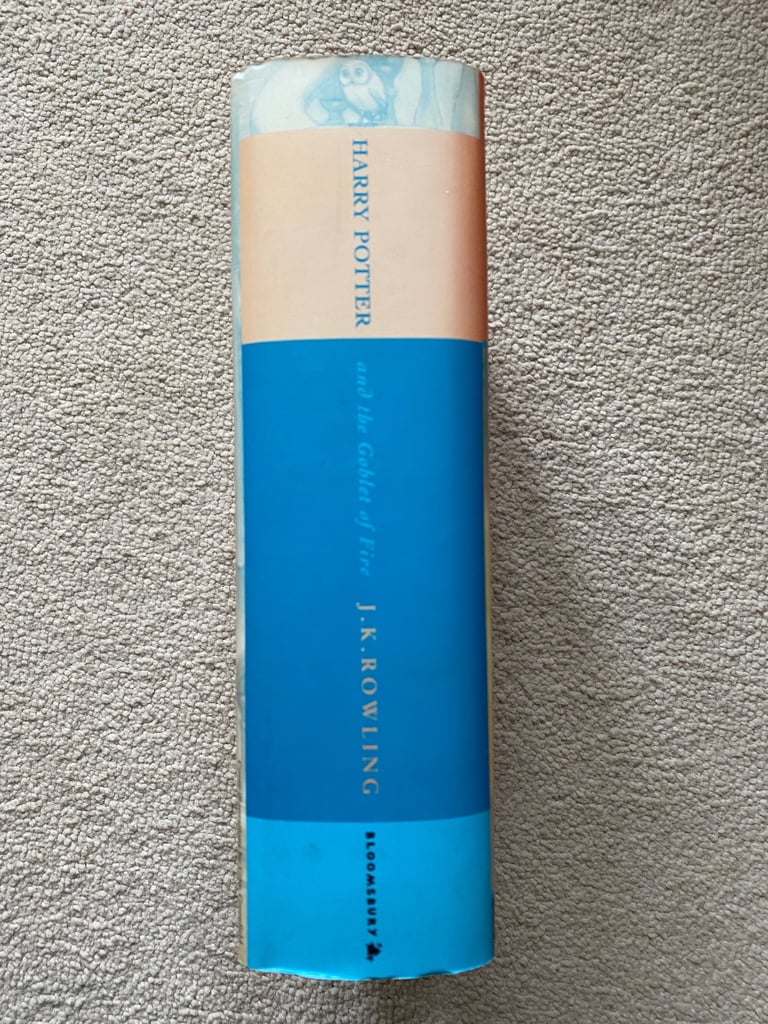 HARRY POTTER
and the Goblet of Fire
J.K.ROWLING
BLOOMSBURY